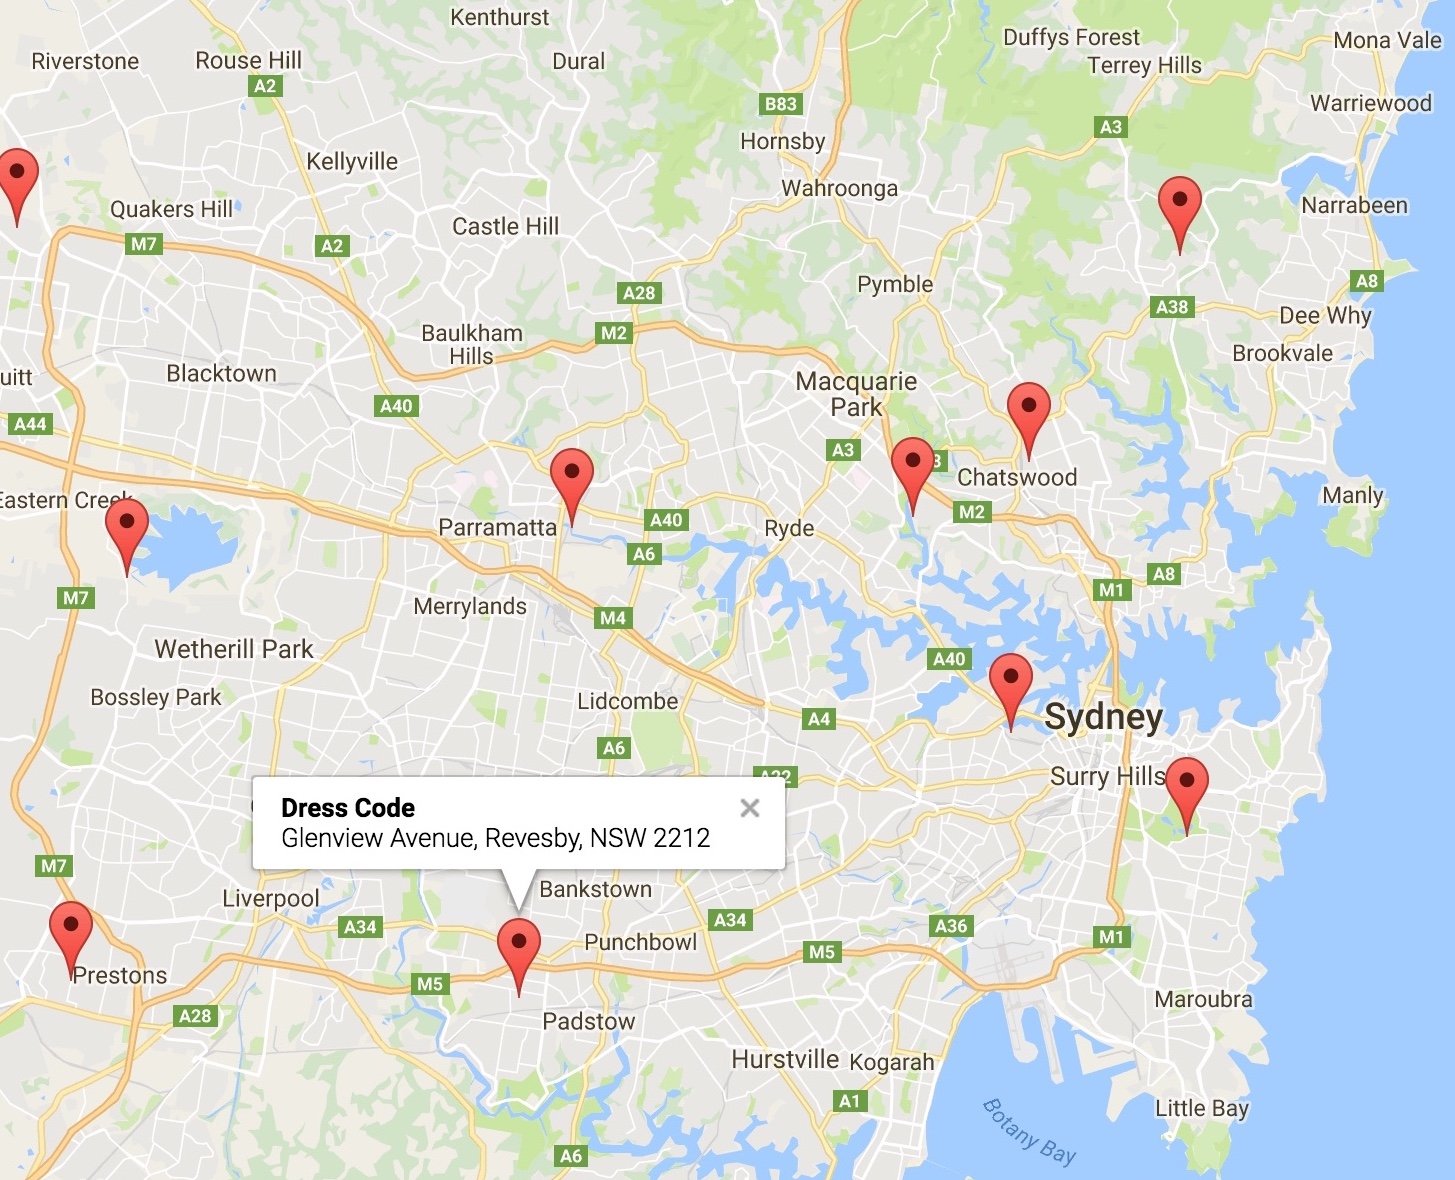 Kenthurst
Duffys Forest
Mona Vale
Riverstone
Rouse Hill
Dural
Terrey Hills
A2
B83
Warriewood
A3
Hornsby
Kellyville
Wahroonga
Quakers Hill
Narrabeen
Castle Hill
M7
A2
Pymble
A8
A28
A38
Dee Why
Baulkham
Hills
M2
Brookvale
uitt
Blacktown
Macquarie
Park
A40
A44
A3
3
Chatswood
Eastern Creek
Manly
M2
Parramatta
A40
Ryde
A6
A8
M7
M1
Merrylands
M4
Wetherill Park
A40
Bossley Park
Lidcombe
A4
Sydney
A6
A22
Surry Hills
Dress Code
Glenview Avenue, Revesby, NSW 2212
M7
Liverpool
Bankstown
A34
A34
A36
Punchbowl
M5
M1
Prestons
M5
Maroubra
A28
Padstow
Hurstville
Kogarah
A1
Little Bay
Botany Bay
A6